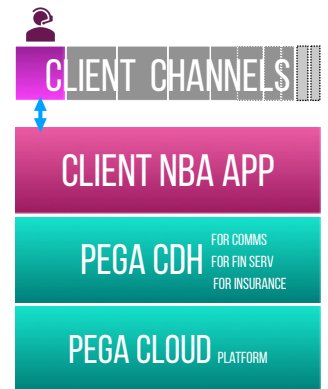 CLIENT CHANNELS
CLIENT NBA APP
PEGA CDH
FOR COMMS
FOR FIN SERV
FOR INSURANCE
PEGA CLOUD PLATFORM